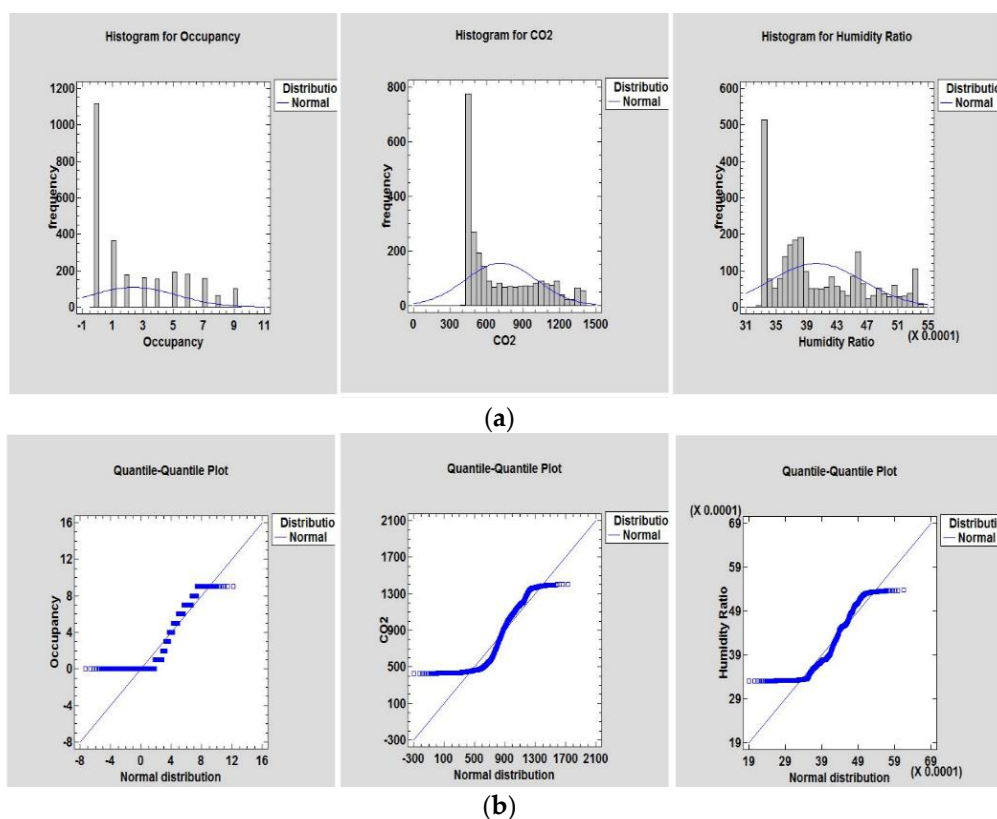 Histogram for Occupancy
Distributio
Normal
frequency
1200
1000
800
600
400
200
0
-1 1 3 5 7 9 11
Occupancy
Histogram for CO2
Distributio
Normal
frequency
800
600
400
200
0
0 300 600 900 1200 1500
CO2
Histogram for Humidity Ratio
Distributio
Normal
frequency
600
500
400
300
200
100
0
31 35 39 43 47 51 55
(X 0.0001)
Humidity Ratio
(a)
Quantile-Quantile Plot
Distributio
Normal
Occupancy
16
12
8
4
0
-4
-8
-8 -4 0 4 8 12 16
Normal distribution
Quantile-Quantile Plot
Distributio
Normal
CO2
2100
1700
1300
900
500
100
-300
-300 100 500 900 1300 1700 2100
Normal distribution
Quantile-Quantile Plot
(X 0.0001)
Distributio
Normal
Humidity Ratio
69
59
49
39
29
19
19 29 39 49 59 69
(X 0.0001)
Normal distribution
(b)